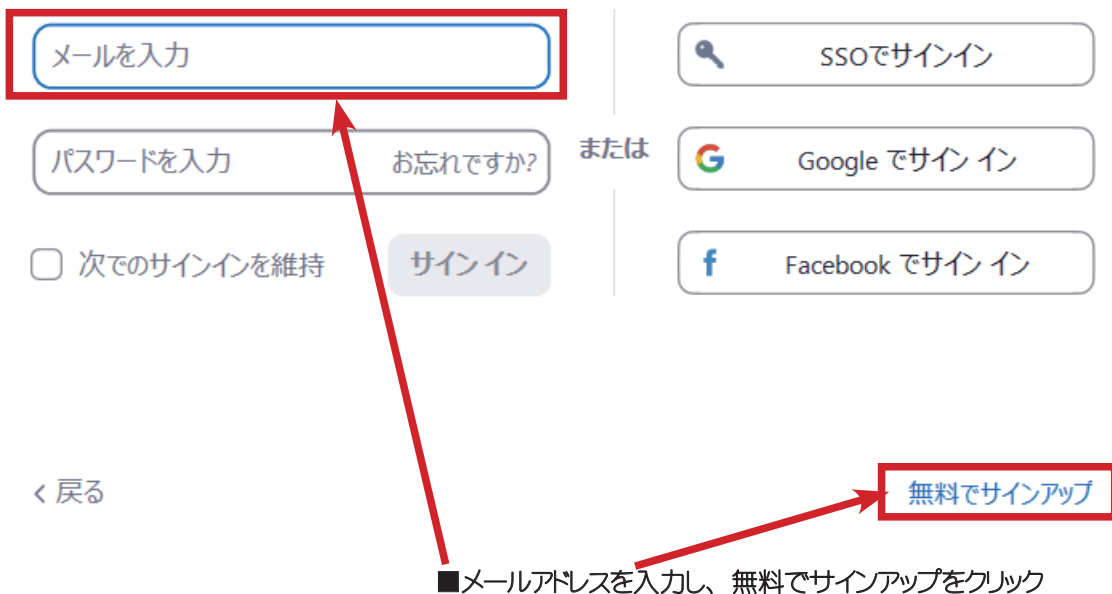 メールを入力
パスワードを入力 お忘れですか?
次でのサインインを維持 サイン イン
または
SSOでサインイン
Google でサイン イン
Facebook でサイン イン
< 戻る
無料でサインアップ
■メールアドレスを入力し、無料でサインアップをクリック